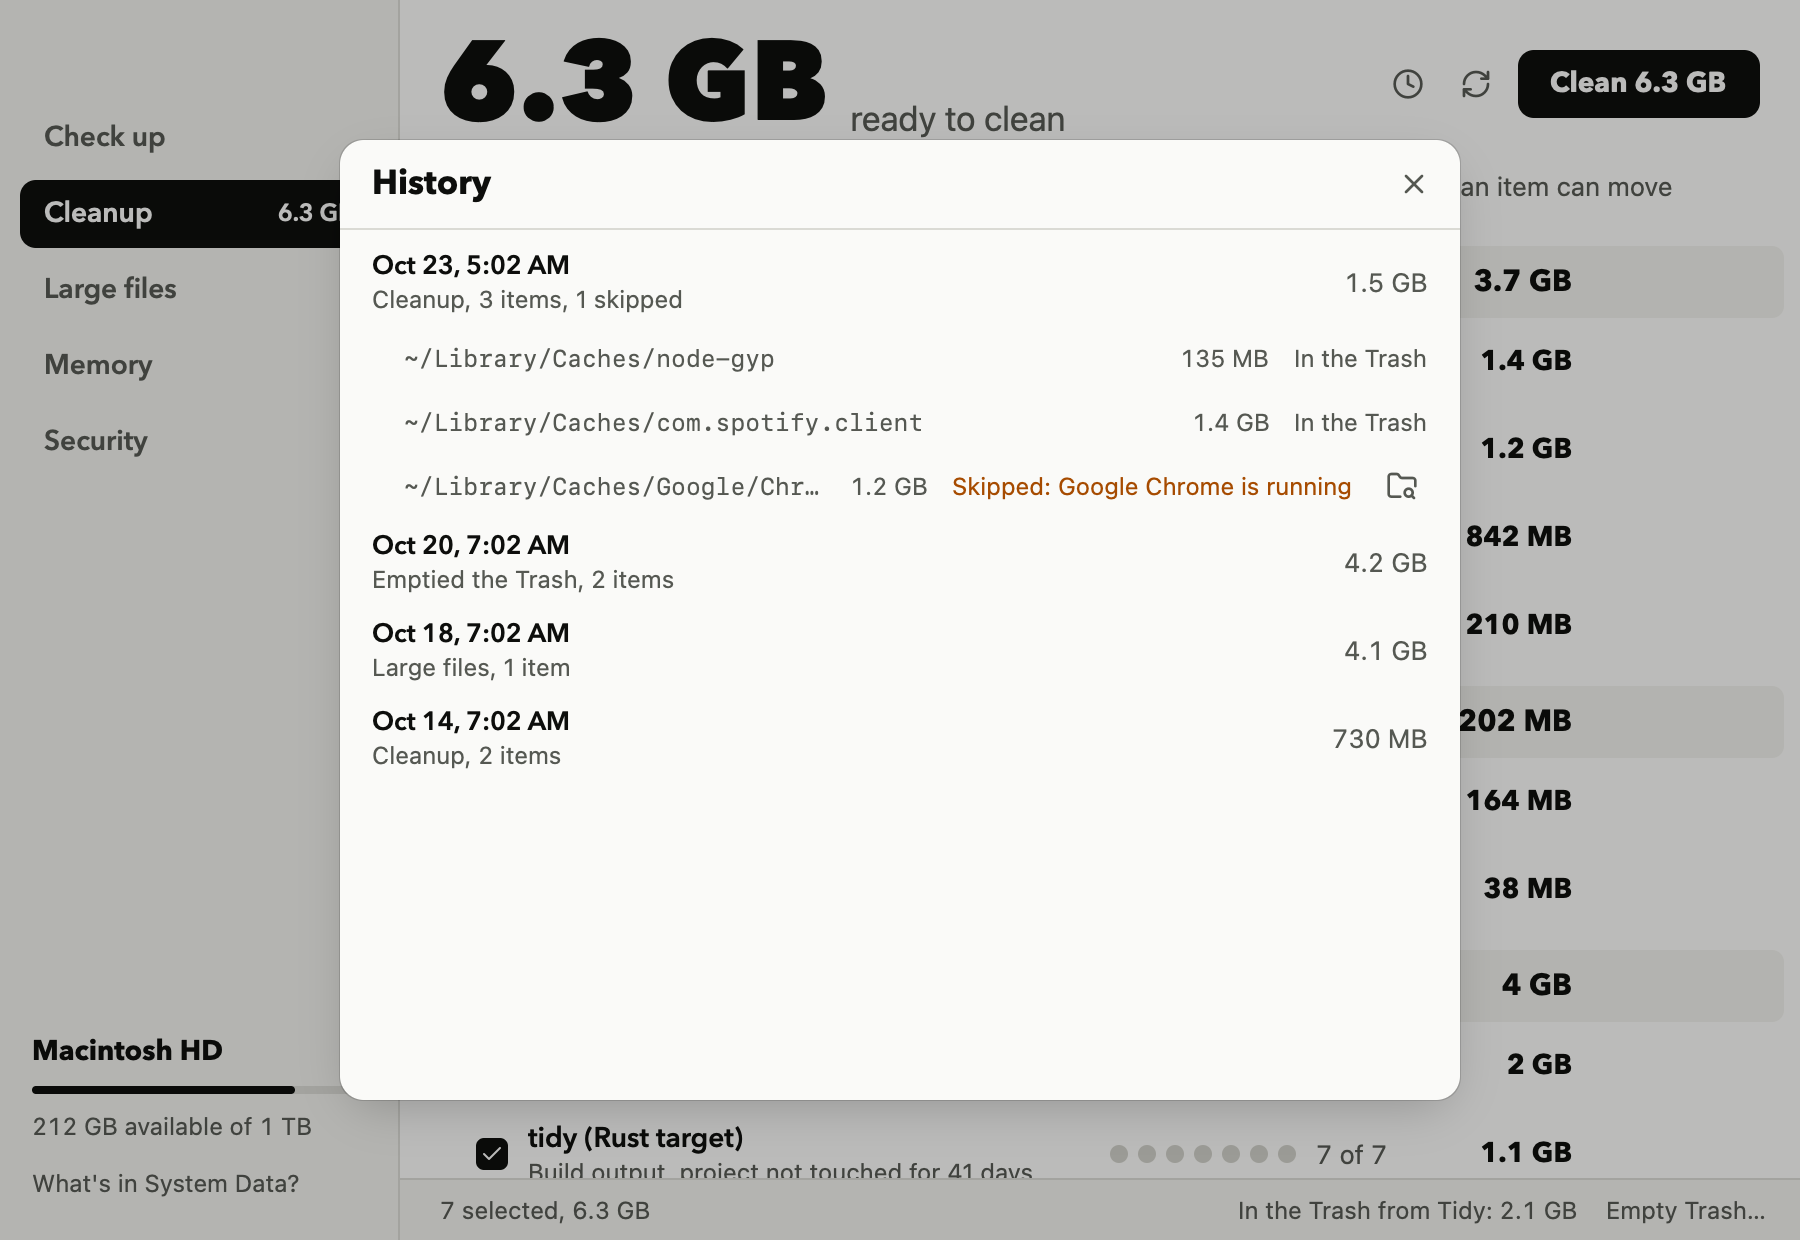 6.3 GB ready to clean
Clean 6.3 GB
Check up
Cleanup 6.3 G
Large files
Memory
Security
Macintosh HD
212 GB available of 1 TB
What's in System Data?
History
Oct 23, 5:02 AM
Cleanup, 3 items, 1 skipped
1.5 GB
~/Library/Caches/node-gyp 135 MB In the Trash
~/Library/Caches/com.spotify.client 1.4 GB In the Trash
~/Library/Caches/Google/Chr… 1.2 GB Skipped: Google Chrome is running
Oct 20, 7:02 AM
Emptied the Trash, 2 items
4.2 GB
Oct 18, 7:02 AM
Large files, 1 item
4.1 GB
Oct 14, 7:02 AM
Cleanup, 2 items
730 MB
an item can move
3.7 GB
1.4 GB
1.2 GB
842 MB
210 MB
202 MB
164 MB
38 MB
4 GB
2 GB
tidy (Rust target)
Build output, project not touched for 41 days
7 of 7
1.1 GB
7 selected, 6.3 GB
In the Trash from Tidy: 2.1 GB
Empty Trash...